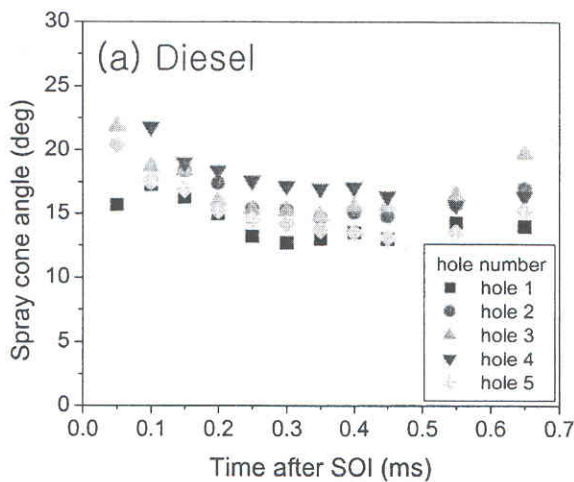 (a) Diesel
30
25
20
15
10
5
0
Spray cone angle (deg)
hole number
hole 1
hole 2
hole 3
hole 4
hole 5
0.0 0.1 0.2 0.3 0.4 0.5 0.6 0.7
Time after SOI (ms)